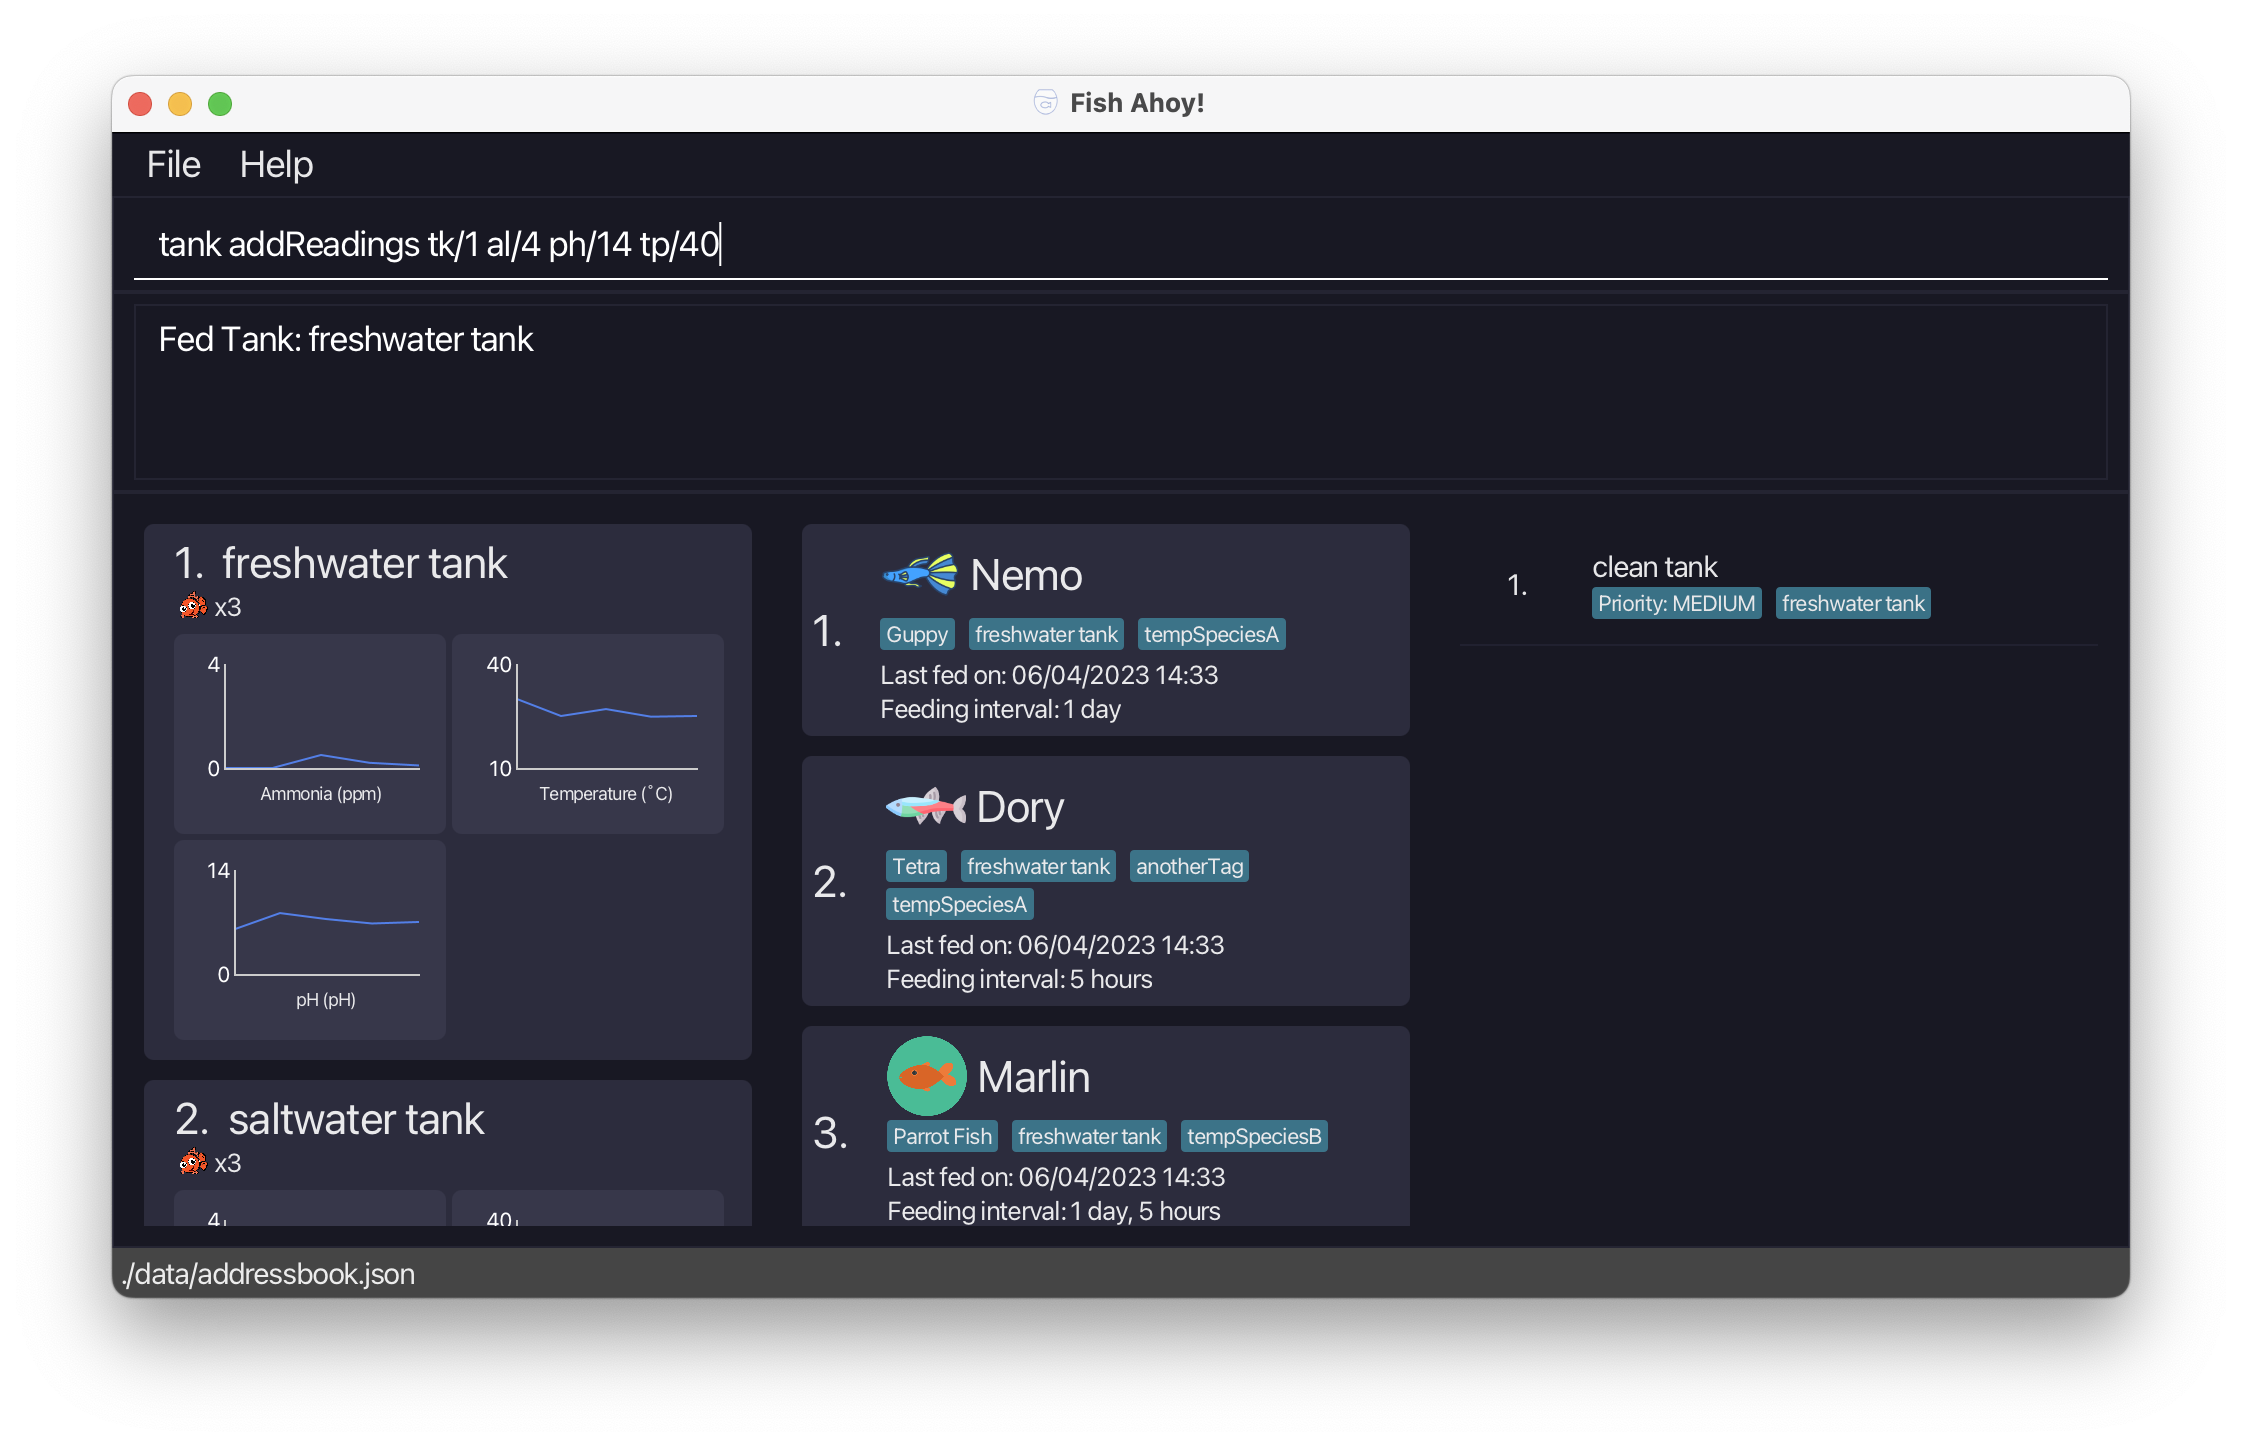 Fish Ahoy!
File Help
tank addReadings tk/1 al/4 ph/14 tp/40
Fed Tank: freshwater tank
1. freshwater tank
x3
4
0
Ammonia (ppm)
40
10
Temperature (˚C)
14
0
pH (pH)
2. saltwater tank
x3
4
40
1.
Nemo
Guppy freshwater tank tempSpeciesA
Last fed on: 06/04/2023 14:33
Feeding interval: 1 day
2.
Dory
Tetra freshwater tank anotherTag
tempSpeciesA
Last fed on: 06/04/2023 14:33
Feeding interval: 5 hours
3.
Marlin
Parrot Fish freshwater tank tempSpeciesB
Last fed on: 06/04/2023 14:33
Feeding interval: 1 day, 5 hours
1.
clean tank
Priority: MEDIUM freshwater tank
./data/addressbook.json